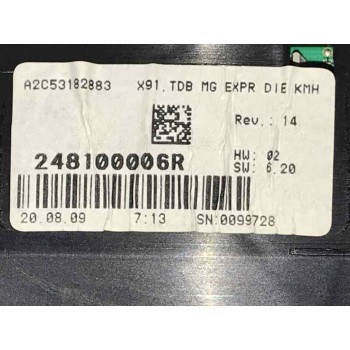 A2C53182883 X91.TDB MG EXPR DIE KMH
Rev.: 14
248100006R
HW: 02
SW: 6.20
20.08.09 7:13 SN:0099728